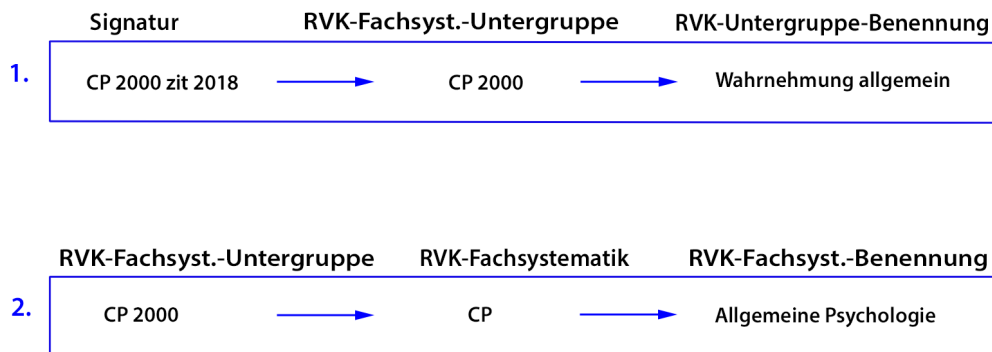 Signatur RVK-Fachsyst.-Untergruppe RVK-Untergruppe-Benennung
1. CP 2000 zit 2018 CP 2000 Wahrnehmung allgemein
RVK-Fachsyst.-Untergruppe RVK-Fachsystematik RVK-Fachsyst.-Benennung
2. CP 2000 CP Allgemeine Psychologie